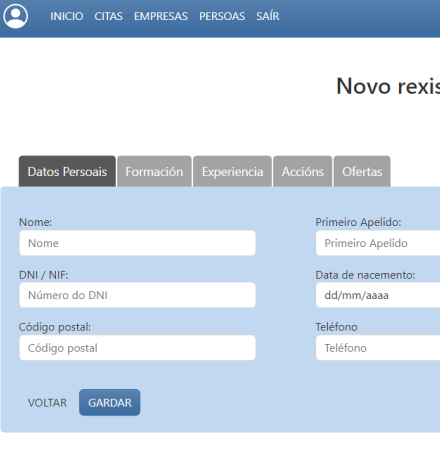 INICIO CITAS EMPRESAS PERSOAS SAÍR
Novo
Datos Persoais Formación Experiencia Accións Ofertas
Nome: Primeiro Apelido:
Nome Primeiro Apelido
DNI / NIF: Data de nacemento:
Número do DNI dd/mm/aaaa
Código postal: Teléfono
Código postal Teléfono
VOLTAR GARDAR